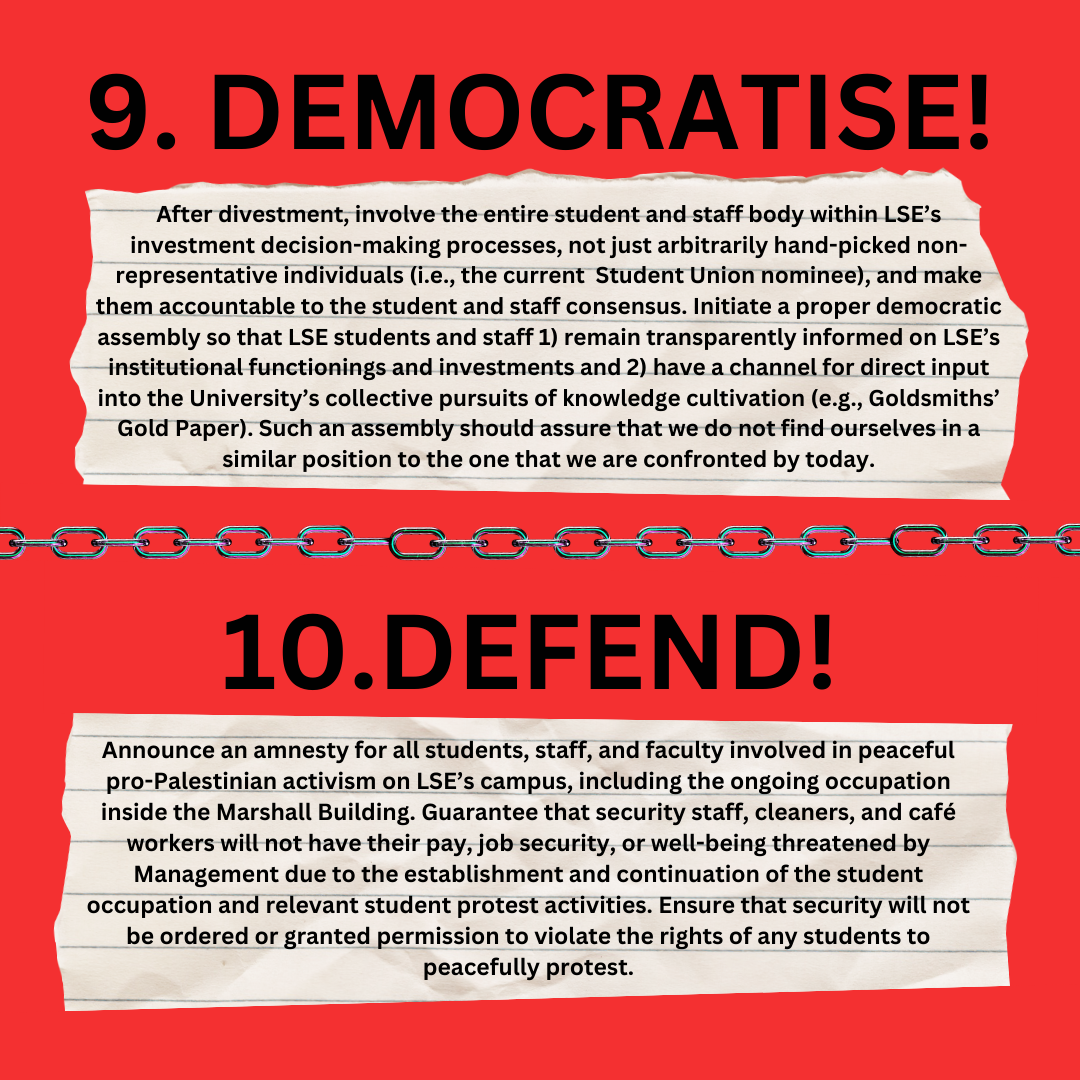 9. DEMOCRATISE!
After divestment, involve the entire student and staff body within LSE’s
investment decision-making processes, not just arbitrarily hand-picked non-
representative individuals (i.e., the current Student Union nominee), and make
them accountable to the student and staff consensus. Initiate a proper democratic
assembly so that LSE students and staff 1) remain transparently informed on LSE’s
institutional functionings and investments and 2) have a channel for direct input
into the University’s collective pursuits of knowledge cultivation (e.g., Goldsmiths’
Gold Paper). Such an assembly should assure that we do not find ourselves in a
similar position to the one that we are confronted by today.
10.DEFEND!
Announce an amnesty for all students, staff, and faculty involved in peaceful
pro-Palestinian activism on LSE’s campus, including the ongoing occupation
inside the Marshall Building. Guarantee that security staff, cleaners, and café
workers will not have their pay, job security, or well-being threatened by
Management due to the establishment and continuation of the student
occupation and relevant student protest activities. Ensure that security will not
be ordered or granted permission to violate the rights of any students to
peacefully protest.